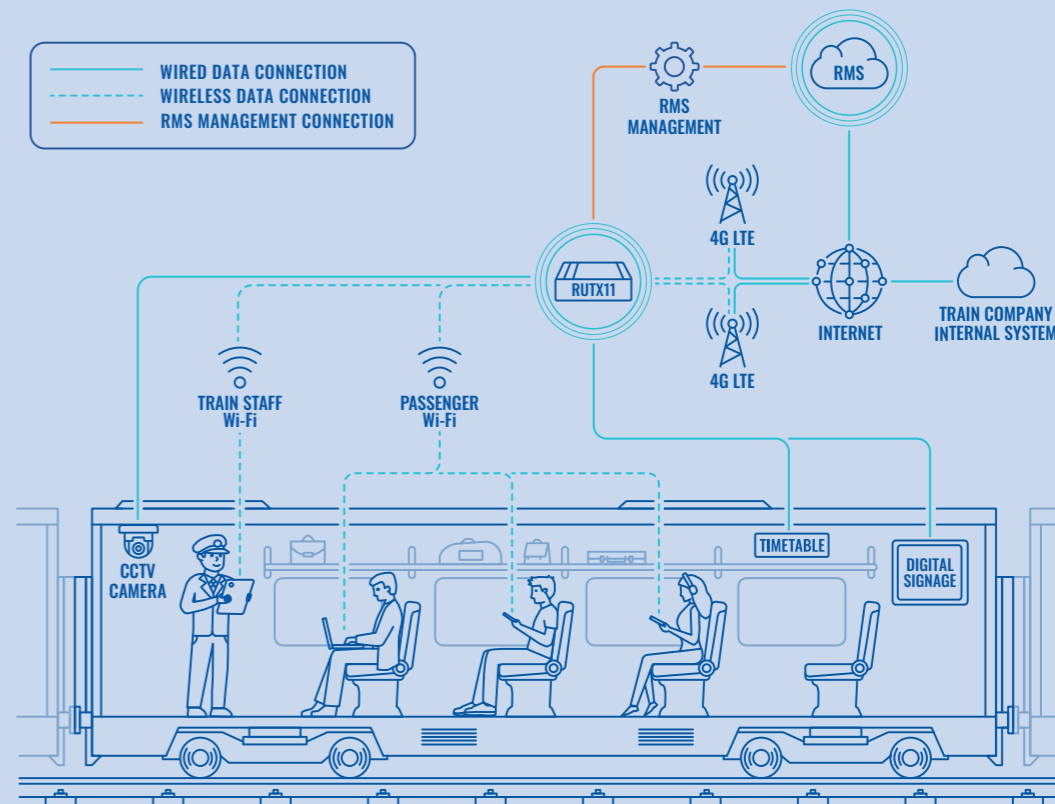 WIRED DATA CONNECTION
WIRELESS DATA CONNECTION
RMS MANAGEMENT CONNECTION
RMS
RMS
MANAGEMENT
4G LTE
RUTX11
4G LTE
INTERNET
TRAIN COMPANY
INTERNAL SYSTEM
TRAIN STAFF
Wi-Fi
PASSENGER
Wi-Fi
CCTV
CAMERA
TIMETABLE
DIGITAL
SIGNAGE